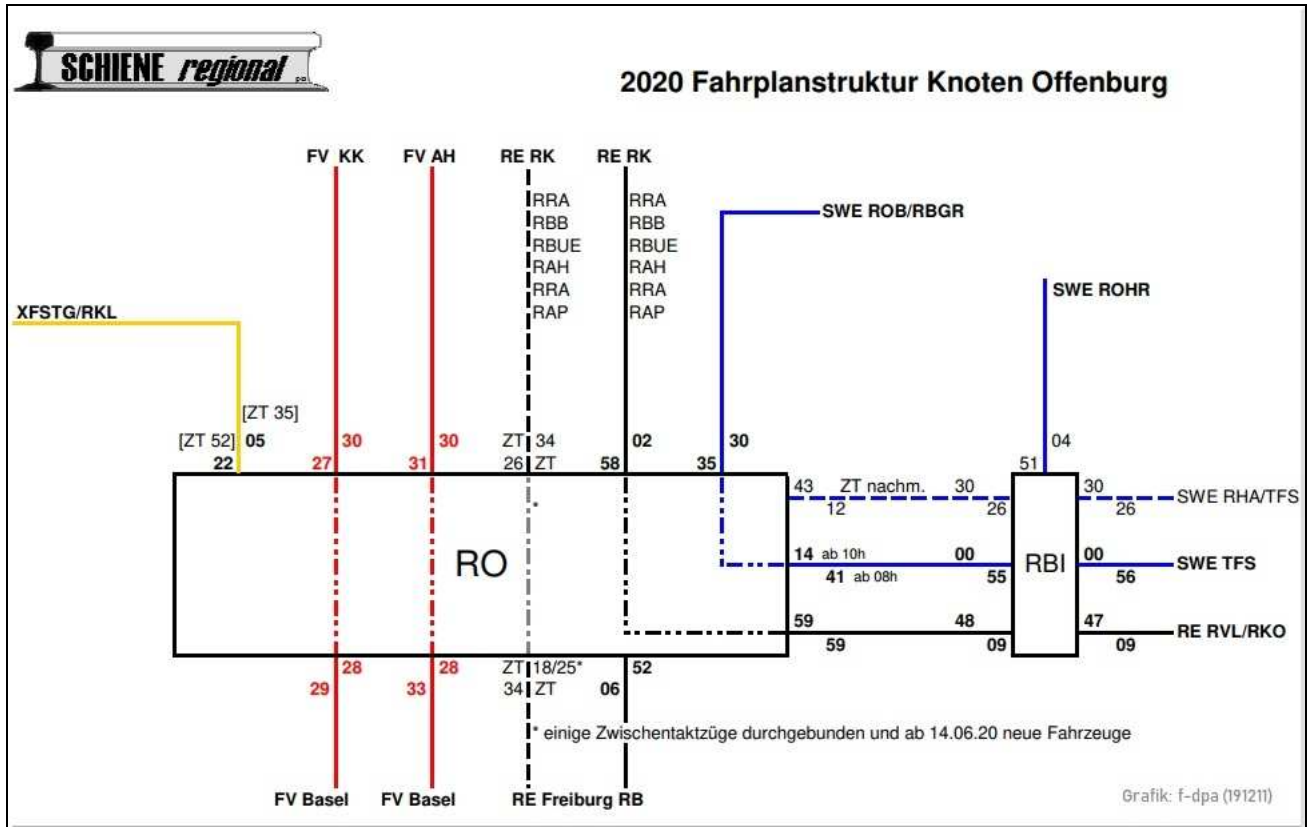 SCHIENE regional
2020 Fahrplanstruktur Knoten Offenburg
FV KK FV AH RE RK RE RK
RRA RRA
RBB RBB
RBUE RBUE
RAH RAH
RRA RRA
RAP RAP
SWE ROB/RBGR
SWE ROHR
XFSTG/RKL
[ZT 35]
[ZT 52] 05 30 30 ZT 34 02 30 04
22 27 31 26 ZT 58 35 51
43 ZT nachm. 30 30 SWE RHA/TFS
* 12 26 26
RO 14 ab 10h 00 RBI 00 SWE TFS
41 ab 08h 55 56
59 48 47 RE RVL/RKO
59 09 09
28 28 ZT 18/25* 52
29 33 34 ZT 06
* einige Zwischentaktzüge durchgebunden und ab 14.06.20 neue Fahrzeuge
FV Basel FV Basel RE Freiburg RB
Grafik: f-dpa (191211)